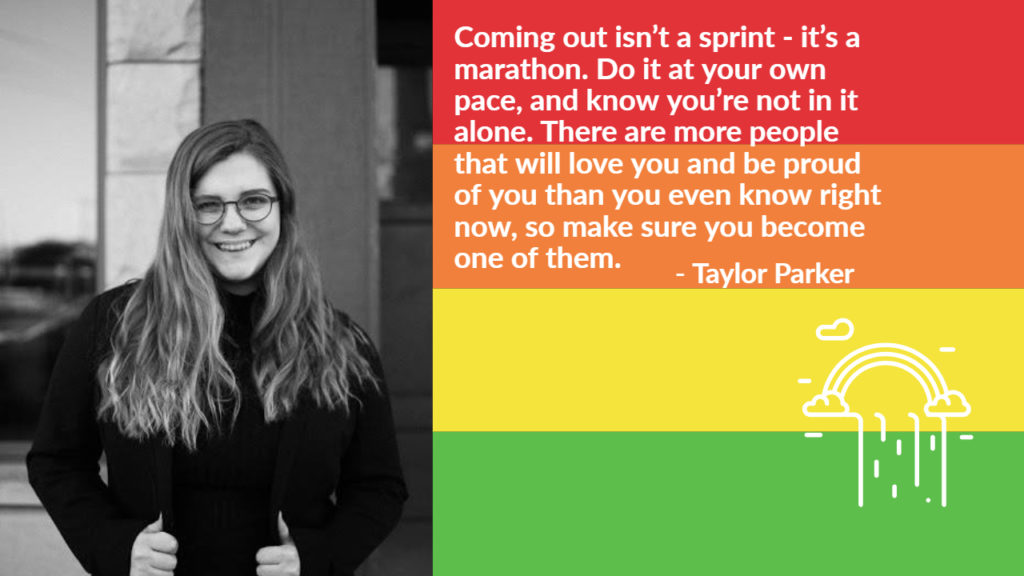 Coming out isn’t a sprint - it’s a
marathon. Do it at your own
pace, and know you’re not in it
alone. There are more people
that will love you and be proud
of you than you even know right
now, so make sure you become
one of them.
- Taylor Parker